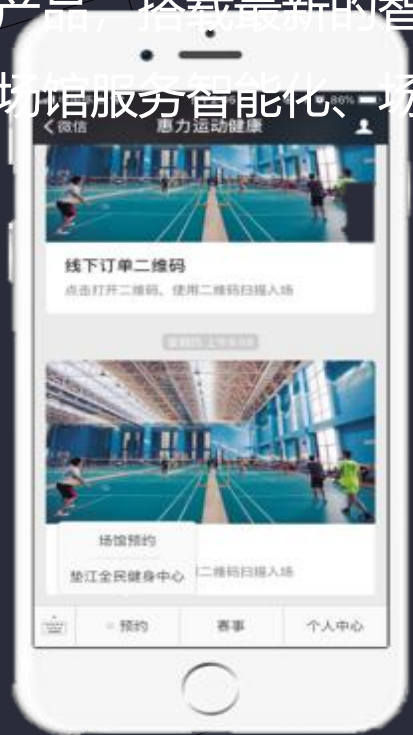 产品，搭载最新的智
场馆服务智能化、场
86%
微信
惠力运动健康
线下订单二维码
点击打开二维码、使用二维码扫描入场
场馆预约
垫江全民健身中心
二维码扫描入场
预约
赛事
个人中心